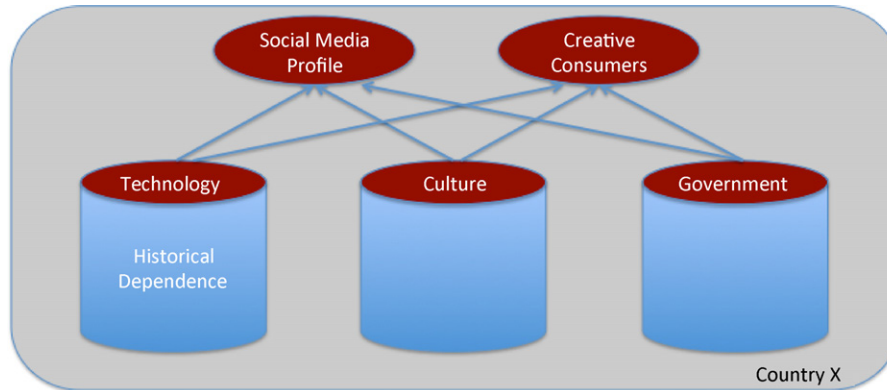 Social Media
Profile
Creative
Consumers
Technology
Culture
Government
Historical
Dependence
Country X